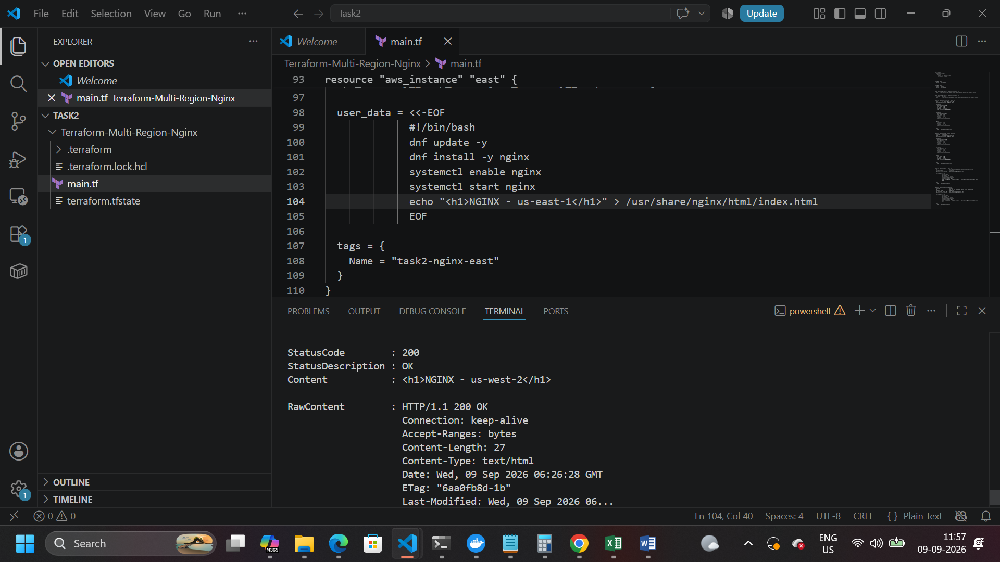 File Edit Selection View Go Run ···
Task2
Update
EXPLORER
OPEN EDITORS
Welcome
main.tf Terraform-Multi-Region-Nginx
TASK2
Terraform-Multi-Region-Nginx
.terraform
.terraform.lock.hcl
main.tf
terraform.tfstate
OUTLINE
TIMELINE
1
1
Welcome
main.tf
Terraform-Multi-Region-Nginx > main.tf
93 resource "aws_instance" "east" {
97
98 user_data = <<-EOF
99 #!/bin/bash
100 dnf update -y
101 dnf install -y nginx
102 systemctl enable nginx
103 systemctl start nginx
104 echo "<h1>NGINX - us-east-1</h1>" > /usr/share/nginx/html/index.html
105 EOF
106
107 tags = {
108 Name = "task2-nginx-east"
109 }
110 }
PROBLEMS OUTPUT DEBUG CONSOLE TERMINAL PORTS
powershell
StatusCode : 200
StatusDescription : OK
Content : <h1>NGINX - us-west-2</h1>
RawContent : HTTP/1.1 200 OK
Connection: keep-alive
Accept-Ranges: bytes
Content-Length: 27
Content-Type: text/html
Date: Wed, 09 Sep 2026 06:26:28 GMT
ETag: "6aa0fb8d-1b"
Last-Modified: Wed, 09 Sep 2026 06...
0 0
Ln 104, Col 40 Spaces: 4 UTF-8 CRLF { } Plain Text
Search
M365
ENG
US
11:57
09-09-2026